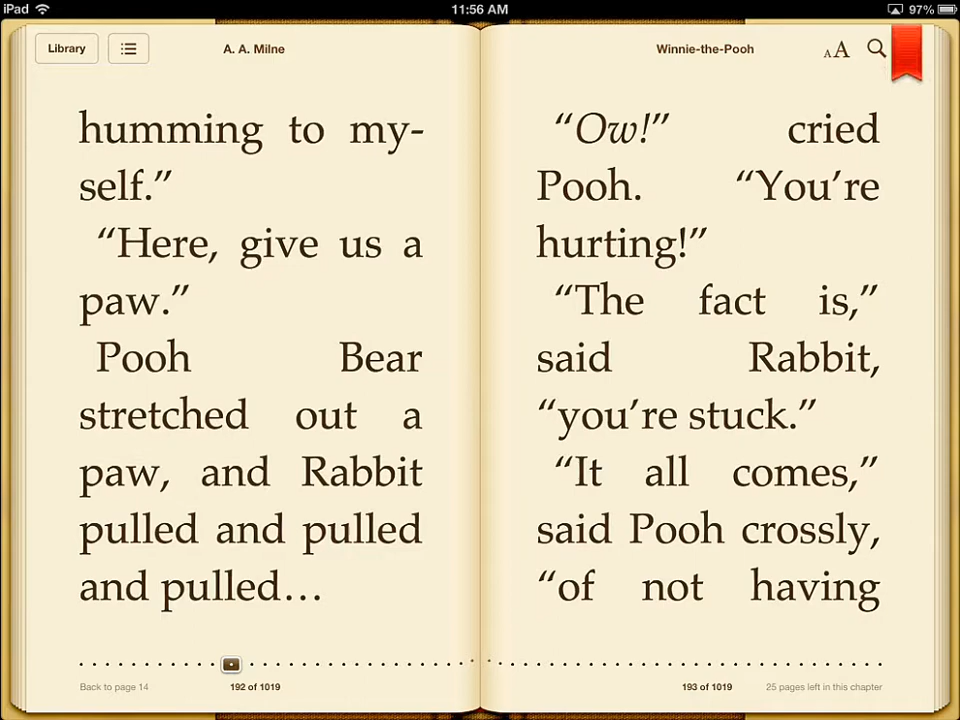 iPad 11:56 AM 97%
Library A. A. Milne Winnie-the-Pooh AA
humming to my-
self.”
“Here, give us a
paw.”
Pooh Bear
stretched out a
paw, and Rabbit
pulled and pulled
and pulled…
“Ow!” cried
Pooh. “You’re
hurting!”
“The fact is,”
said Rabbit,
“you’re stuck.”
“It all comes,”
said Pooh crossly,
“of not having
Back to page 14 192 of 1019 193 of 1019 25 pages left in this chapter